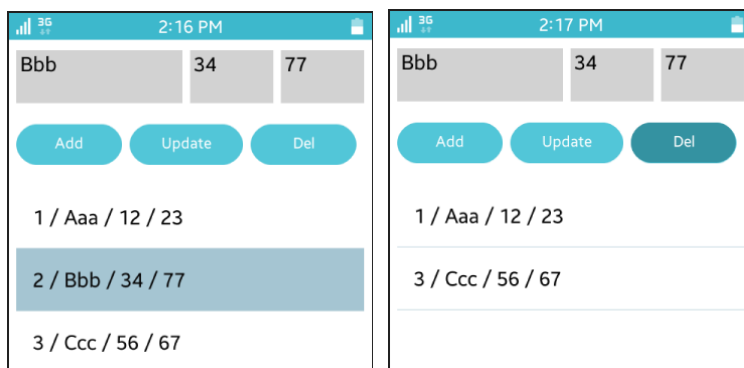 3G 2:16 PM
Bbb 34 77
Add Update Del
1 / Aaa / 12 / 23
2 / Bbb / 34 / 77
3 / Ccc / 56 / 67
3G 2:17 PM
Bbb 34 77
Add Update Del
1 / Aaa / 12 / 23
3 / Ccc / 56 / 67